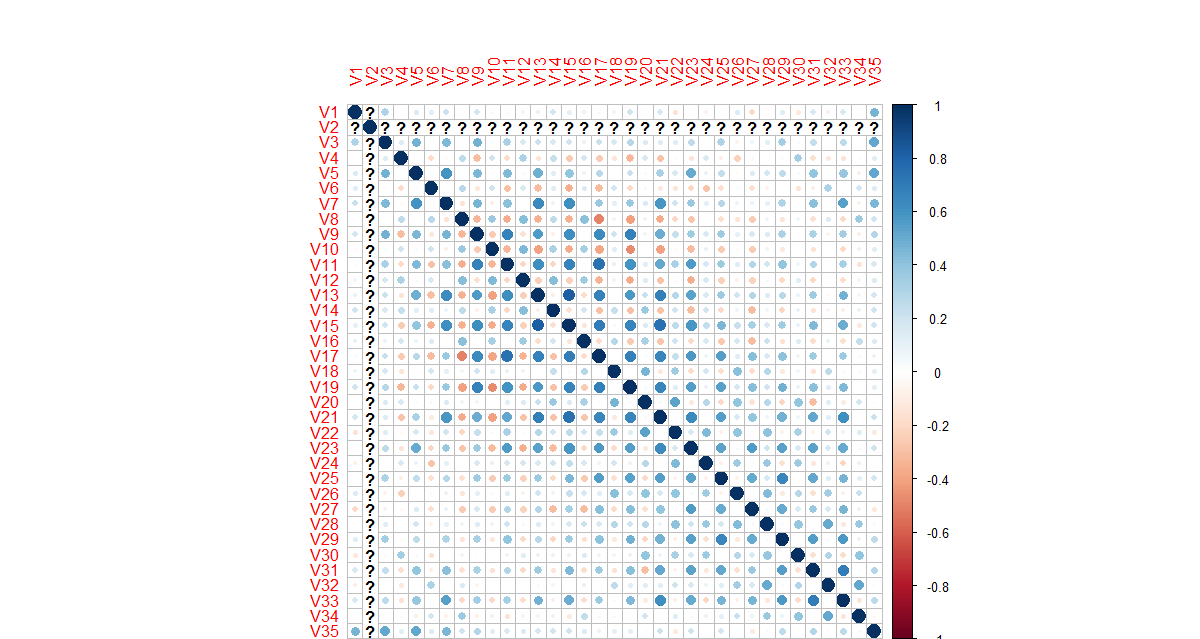 V1 V2 V3 V4 V5 V6 V7 V8 V9 V10 V11 V12 V13 V14 V15 V16 V17 V18 V19 V20 V21 V22 V23 V24 V25 V26 V27 V28 V29 V30 V31 V32 V33 V34 V35
V1 ?
V2 ? ? ? ? ? ? ? ? ? ? ? ? ? ? ? ? ? ? ? ? ? ? ? ? ? ? ? ? ? ? ? ? ? ?
V3 ?
V4 ?
V5 ?
V6 ?
V7 ?
V8 ?
V9 ?
V10 ?
V11 ?
V12 ?
V13 ?
V14 ?
V15 ?
V16 ?
V17 ?
V18 ?
V19 ?
V20 ?
V21 ?
V22 ?
V23 ?
V24 ?
V25 ?
V26 ?
V27 ?
V28 ?
V29 ?
V30 ?
V31 ?
V32 ?
V33 ?
V34 ?
V35 ?
1
0.8
0.6
0.4
0.2
0
-0.2
-0.4
-0.6
-0.8